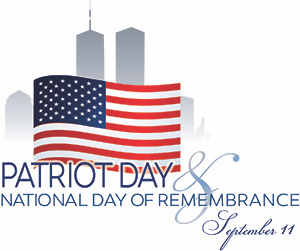 PATRIOT DAY &
NATIONAL DAY OF REMEMBRANCE
September 11